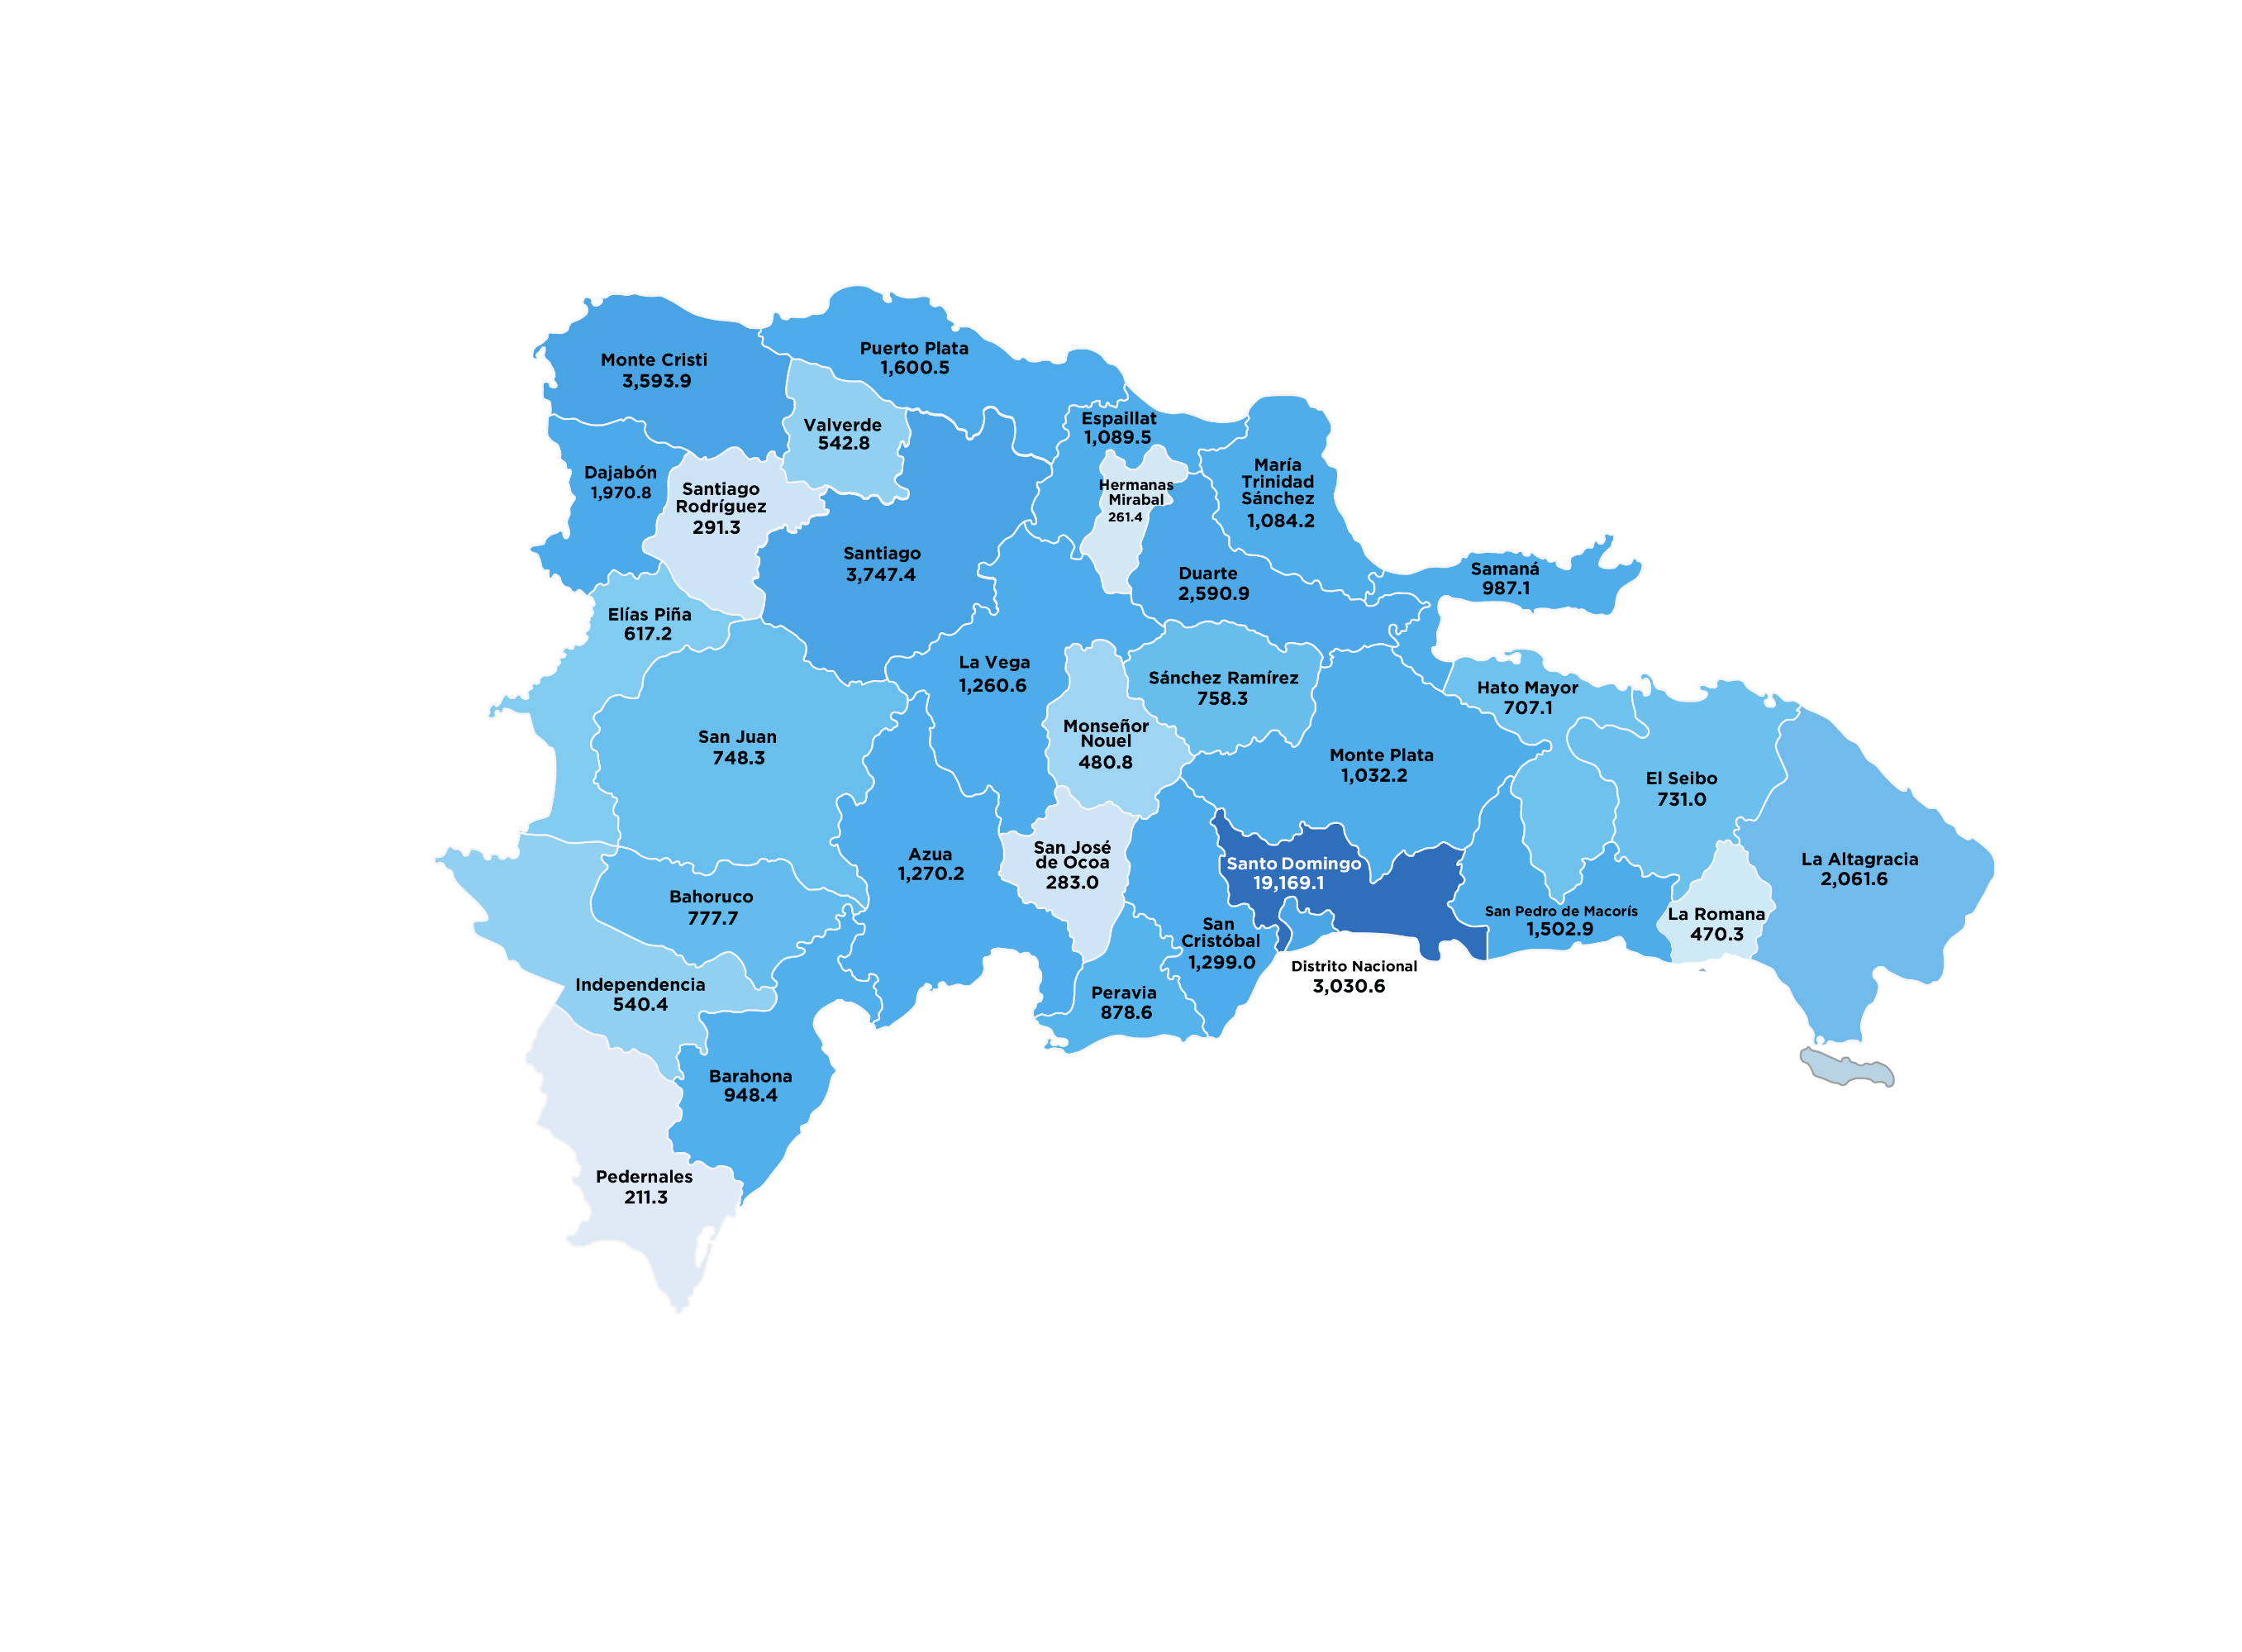 Monte Cristi
3,593.9
Puerto Plata
1,600.5
Valverde
542.8
Espaillat
1,089.5
Dajabón
1,970.8
Santiago
Rodríguez
291.3
Hermanas
Mirabal
261.4
María
Trinidad
Sánchez
1,084.2
Santiago
3,747.4
Duarte
2,590.9
Samaná
987.1
Elías Piña
617.2
La Vega
1,260.6
Sánchez Ramírez
758.3
Hato Mayor
707.1
San Juan
748.3
Monseñor
Nouel
480.8
Monte Plata
1,032.2
El Seibo
731.0
Azua
1,270.2
San José
de Ocoa
283.0
Santo Domingo
19,169.1
La Altagracia
2,061.6
Bahoruco
777.7
San
Cristóbal
1,299.0
San Pedro de Macorís
1,502.9
La Romana
470.3
Distrito Nacional
3,030.6
Independencia
540.4
Peravia
878.6
Barahona
948.4
Pedernales
211.3